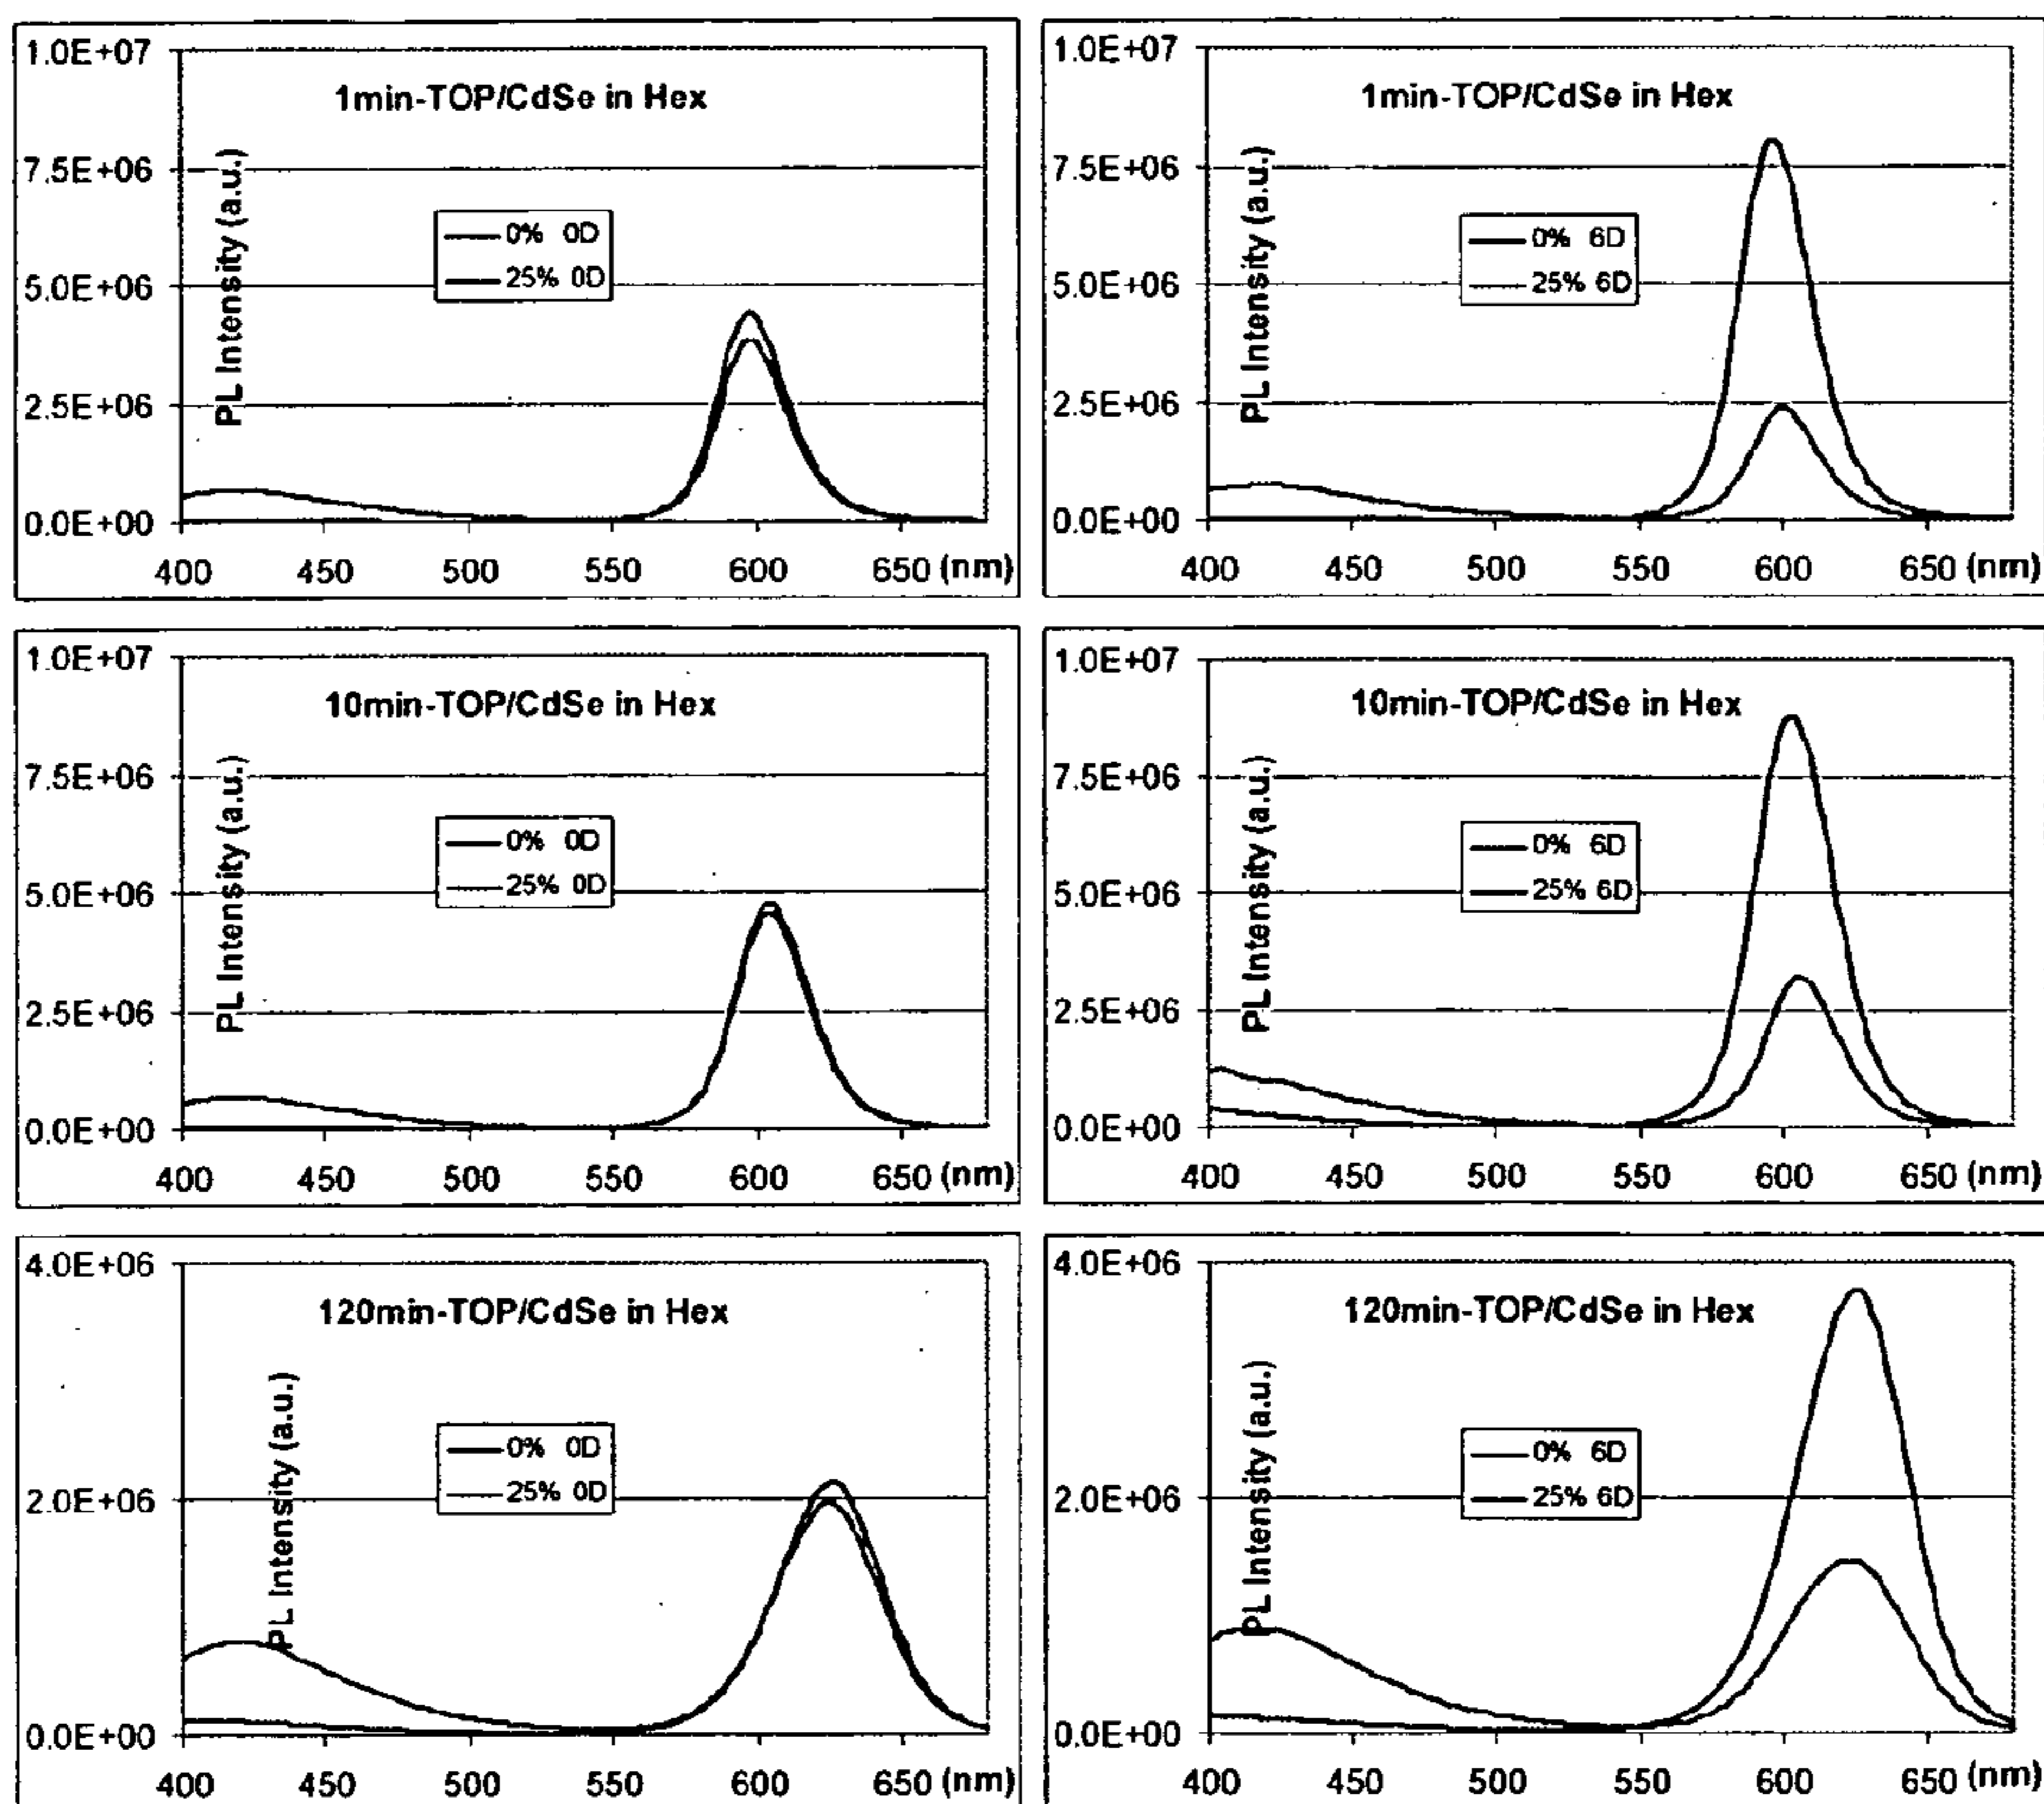 1.0E+07
1min-TOP/CdSe in Hex
7.5E+06
PL Intensity (a.u.)
0% 0D
25% 0D
5.0E+06
2.5E+06
0.0E+00
400 450 500 550 600 650 (nm)
1.0E+07
1min-TOP/CdSe in Hex
7.5E+06
PL Intensity (a.u.)
0% 6D
25% 6D
5.0E+06
2.5E+06
0.0E+00
400 450 500 550 600 650 (nm)
1.0E+07
10min-TOP/CdSe in Hex
7.5E+06
PL Intensity (a.u.)
0% 0D
25% 0D
5.0E+06
2.5E+06
0.0E+00
400 450 500 550 600 650 (nm)
1.0E+07
10min-TOP/CdSe in Hex
7.5E+06
PL Intensity (a.u.)
0% 6D
25% 6D
5.0E+06
2.5E+06
0.0E+00
400 450 500 550 600 650 (nm)
4.0E+06
120min-TOP/CdSe in Hex
PL Intensity (a.u.)
0% 0D
25% 0D
2.0E+06
0.0E+00
400 450 500 550 600 650 (nm)
4.0E+06
120min-TOP/CdSe in Hex
PL Intensity (a.u.)
0% 6D
25% 6D
2.0E+06
0.0E+00
400 450 500 550 600 650 (nm)